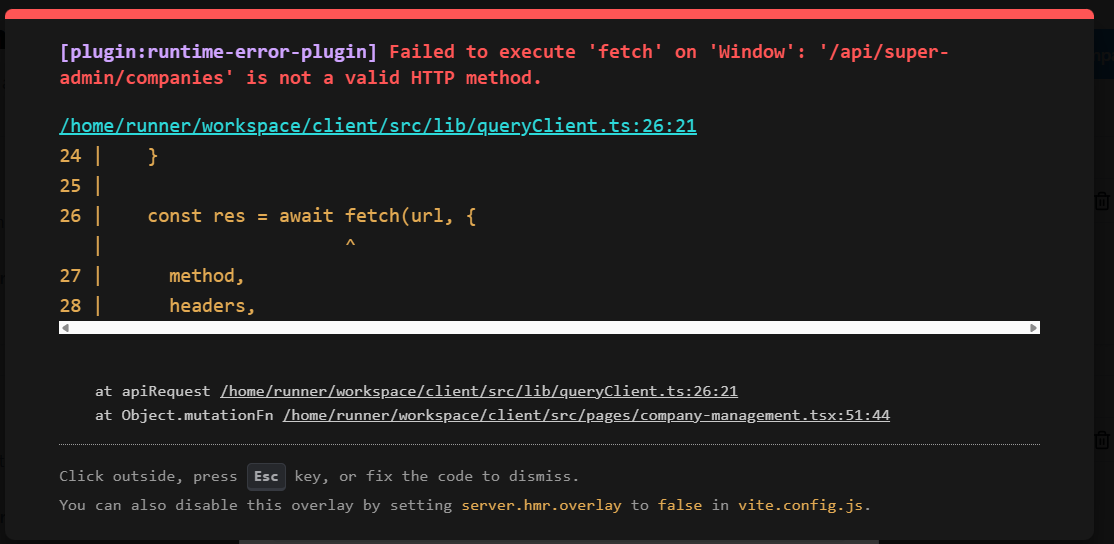 [plugin:runtime-error-plugin] Failed to execute 'fetch' on 'Window': '/api/super-
admin/companies' is not a valid HTTP method.
/home/runner/workspace/client/src/lib/queryClient.ts:26:21
24 |    }
25 |
26 |    const res = await fetch(url, {
   |                      ^
27 |      method,
28 |      headers,
at apiRequest /home/runner/workspace/client/src/lib/queryClient.ts:26:21
at Object.mutationFn /home/runner/workspace/client/src/pages/company-management.tsx:51:44
Click outside, press Esc key, or fix the code to dismiss.
You can also disable this overlay by setting server.hmr.overlay to false in vite.config.js.